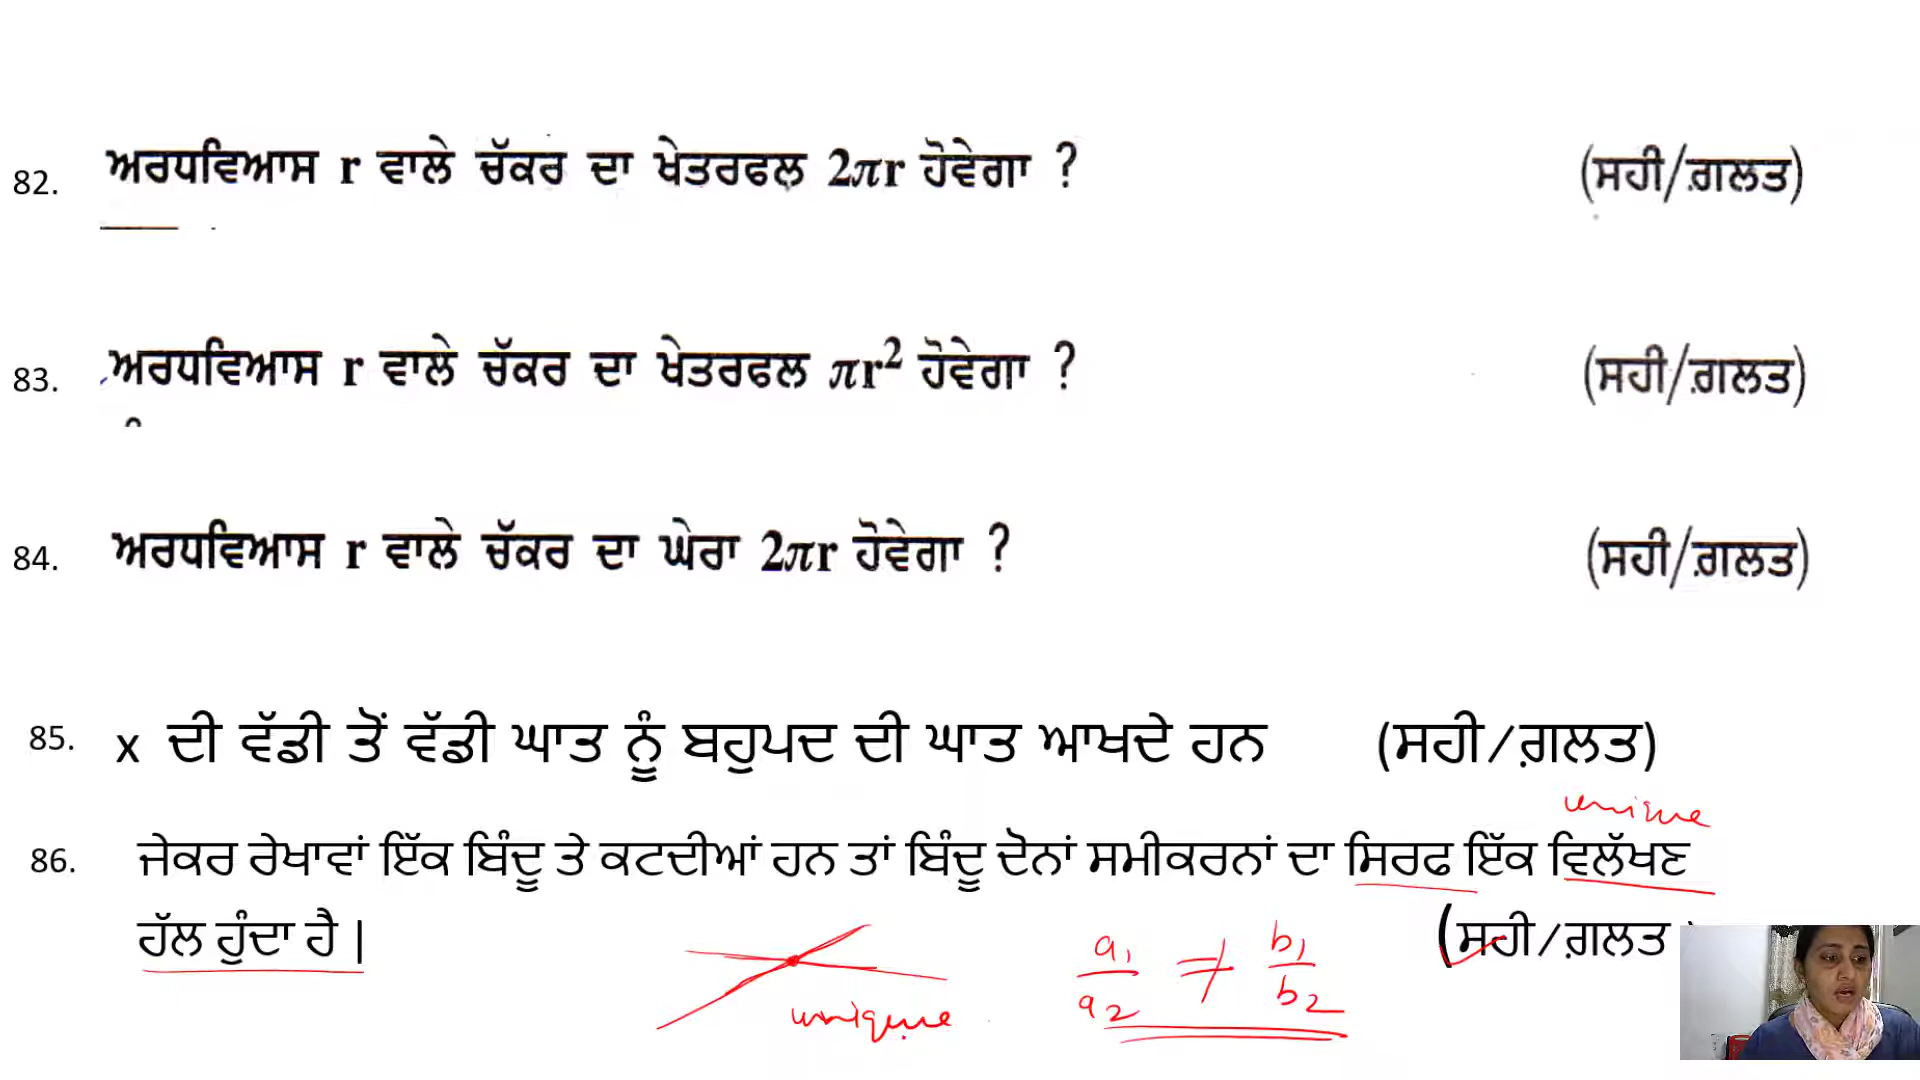 82. ਅਰਧਵਿਆਸ r ਵਾਲੇ ਚੱਕਰ ਦਾ ਖੇਤਰਫਲ 2πr ਹੋਵੇਗਾ ? (ਸਹੀ/ਗ਼ਲਤ)
83. ਅਰਧਵਿਆਸ r ਵਾਲੇ ਚੱਕਰ ਦਾ ਖੇਤਰਫਲ πr² ਹੋਵੇਗਾ ? (ਸਹੀ/ਗ਼ਲਤ)
84. ਅਰਧਵਿਆਸ r ਵਾਲੇ ਚੱਕਰ ਦਾ ਘੇਰਾ 2πr ਹੋਵੇਗਾ ? (ਸਹੀ/ਗ਼ਲਤ)
85. x ਦੀ ਵੱਡੀ ਤੋਂ ਵੱਡੀ ਘਾਤ ਨੂੰ ਬਹੁਪਦ ਦੀ ਘਾਤ ਆਖਦੇ ਹਨ (ਸਹੀ/ਗ਼ਲਤ)
unique
86. ਜੇਕਰ ਰੇਖਾਵਾਂ ਇੱਕ ਬਿੰਦੂ ਤੇ ਕਟਦੀਆਂ ਹਨ ਤਾਂ ਬਿੰਦੂ ਦੋਨਾਂ ਸਮੀਕਰਨਾਂ ਦਾ ਸਿਰਫ ਇੱਕ ਵਿਲੱਖਣ
ਹੱਲ ਹੁੰਦਾ ਹੈ| (ਸਹੀ/ਗ਼ਲਤ
a₁/a₂ ≠ b₁/b₂
unique